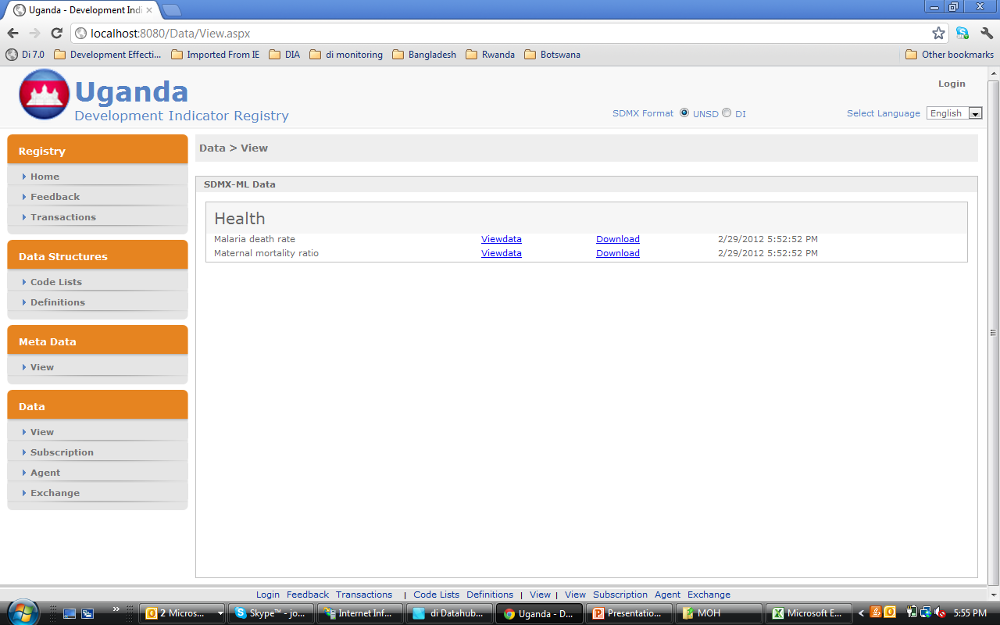 Uganda - Development Indi
localhost:8080/Data/View.aspx
Di 7.0 Development Effecti... Imported From IE DIA di monitoring Bangladesh Rwanda Botswana Other bookmarks
Login
Uganda
Development Indicator Registry
SDMX Format UNSD DI
Select Language English
Registry
Home
Feedback
Transactions
Data Structures
Code Lists
Definitions
Meta Data
View
Data
View
Subscription
Agent
Exchange
Data > View
SDMX-ML Data
Health
Malaria death rate Viewdata Download 2/29/2012 5:52:52 PM
Maternal mortality ratio Viewdata Download 2/29/2012 5:52:52 PM
Login Feedback Transactions | Code Lists Definitions | View | View Subscription Agent Exchange
2 Micros... Skype™ - jo... Internet Inf... di Datahub... Uganda - D... Presentatio... MOH Microsoft E... 5:55 PM